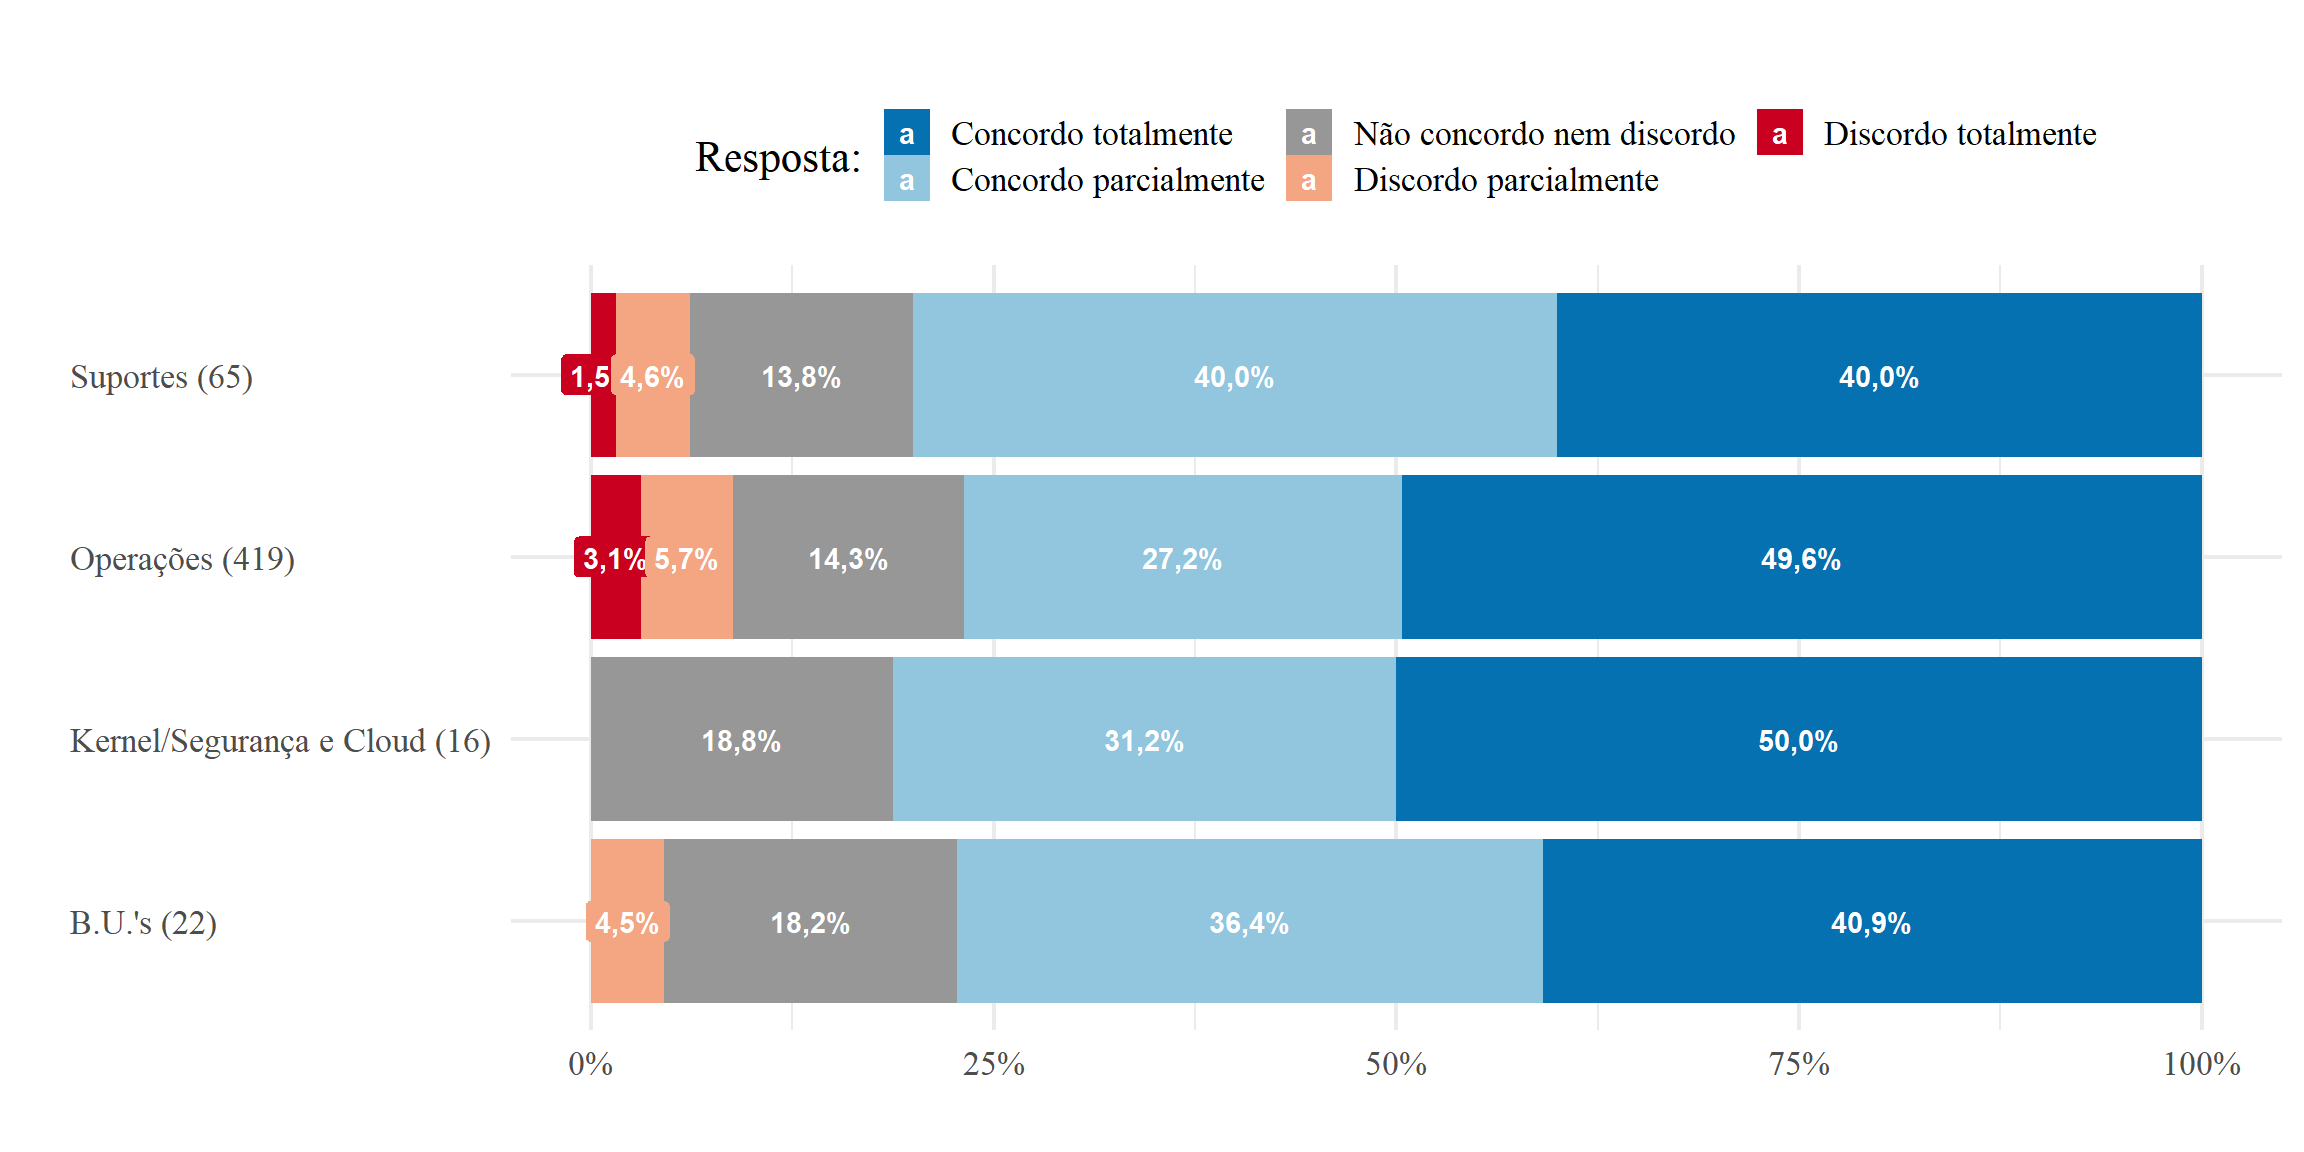 Resposta:
a Concordo totalmente a Não concordo nem discordo a Discordo totalmente
a Concordo parcialmente a Discordo parcialmente
Suportes (65) 1,5 4,6% 13,8% 40,0% 40,0%
Operações (419) 3,1% 5,7% 14,3% 27,2% 49,6%
Kernel/Segurança e Cloud (16) 18,8% 31,2% 50,0%
B.U.'s (22) 4,5% 18,2% 36,4% 40,9%
0% 25% 50% 75% 100%